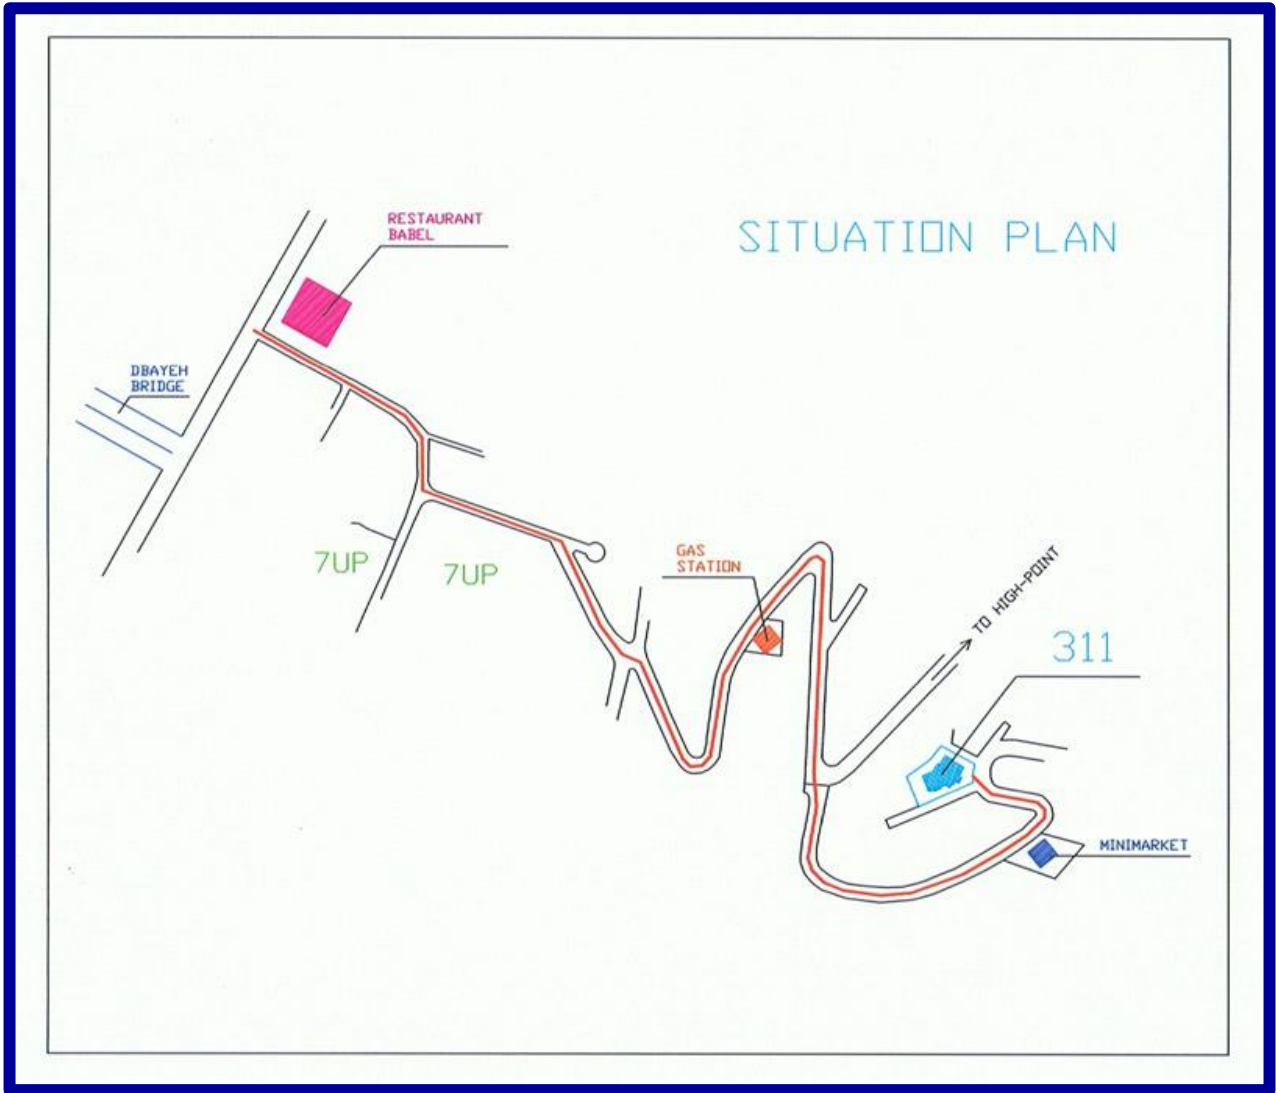 RESTAURANT
BABEL
SITUATION PLAN
DBAYEH
BRIDGE
7UP
7UP
GAS
STATION
TO HIGH-POINT
311
MINIMARKET